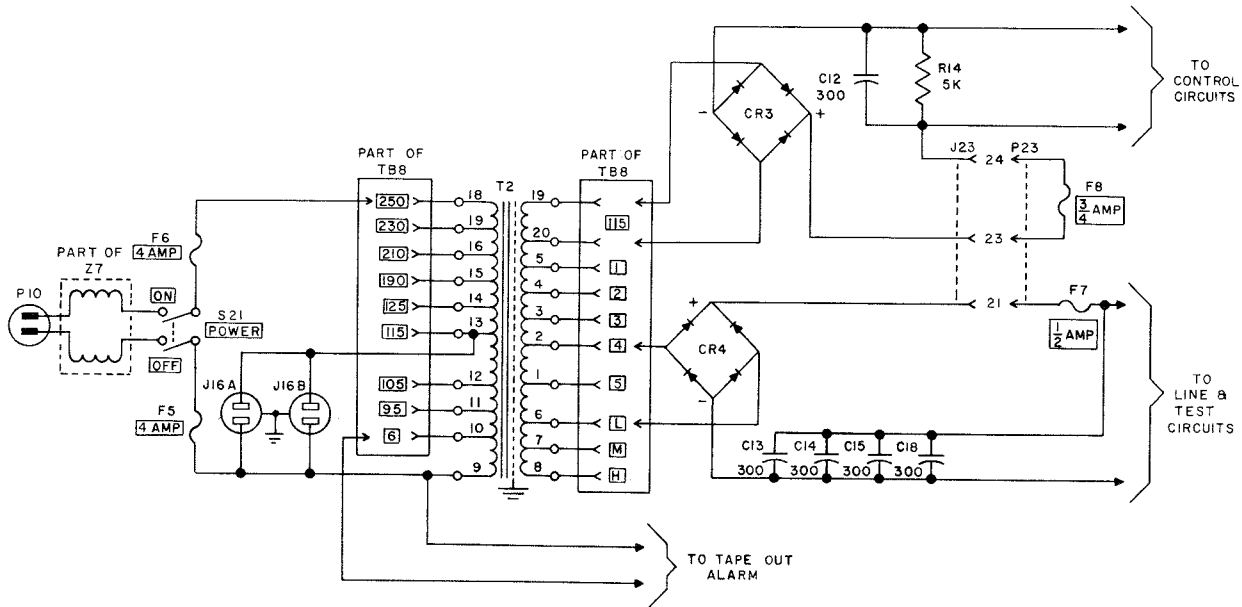 C12
300
R14
5K
TO
CONTROL
CIRCUITS
- CR3 +
J23 P23
24
F8
3/4 AMP
23
21
F7
1/2 AMP
PART OF
TB8
T2
PART OF
TB8
250 18
230 19
210 16
190 15
125 14
115 13
105 12
95 11
6 10
9
19
115
20
5 1
4 2
3 3
2 4
1 5
6 L
7 M
8 H
PART OF
Z7
F6
4 AMP
P10
ON
S21
POWER
OFF
F5
4 AMP
J16A J16B
+
CR4
-
C13
300
C14
300
C15
300
C18
300
TO
LINE &
TEST
CIRCUITS
TO TAPE OUT
ALARM